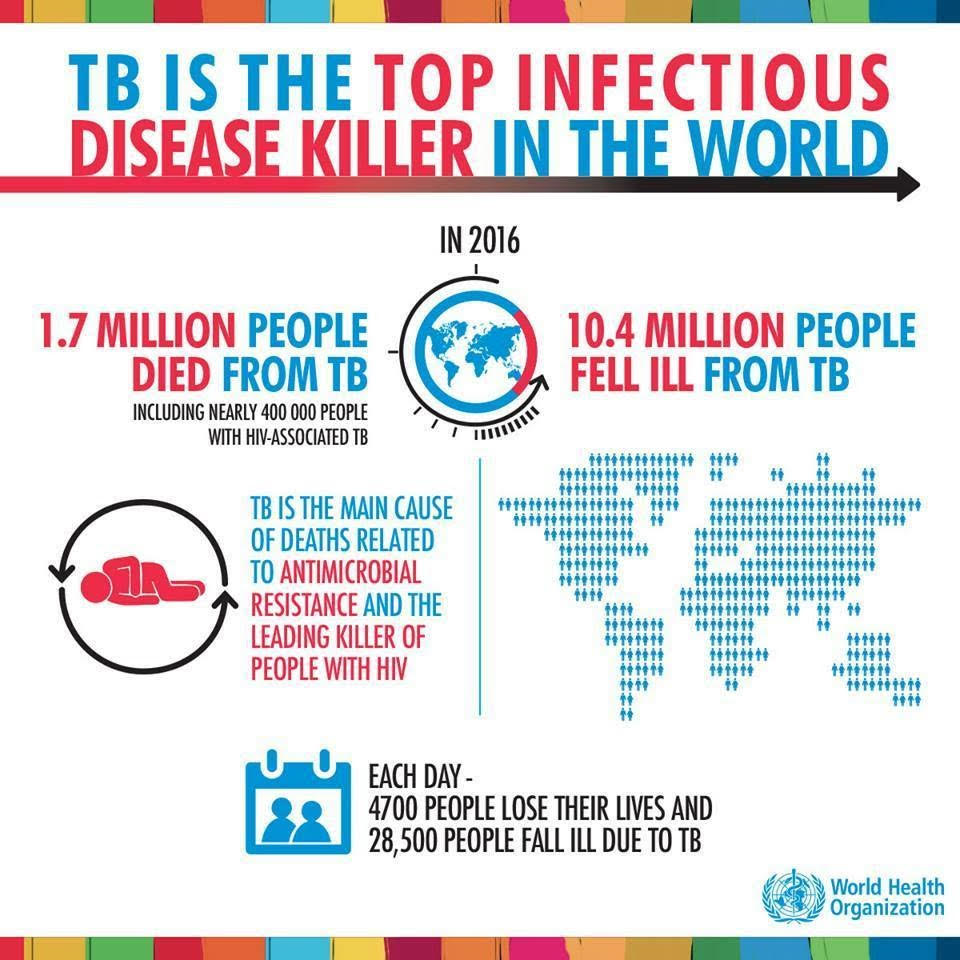 TB IS THE TOP INFECTIOUS
DISEASE KILLER IN THE WORLD
IN 2016
1.7 MILLION PEOPLE
DIED FROM TB
INCLUDING NEARLY 400 000 PEOPLE
WITH HIV-ASSOCIATED TB
10.4 MILLION PEOPLE
FELL ILL FROM TB
TB IS THE MAIN CAUSE
OF DEATHS RELATED
TO ANTIMICROBIAL
RESISTANCE AND THE
LEADING KILLER OF
PEOPLE WITH HIV
EACH DAY -
4700 PEOPLE LOSE THEIR LIVES AND
28,500 PEOPLE FALL ILL DUE TO TB
World Health
Organization